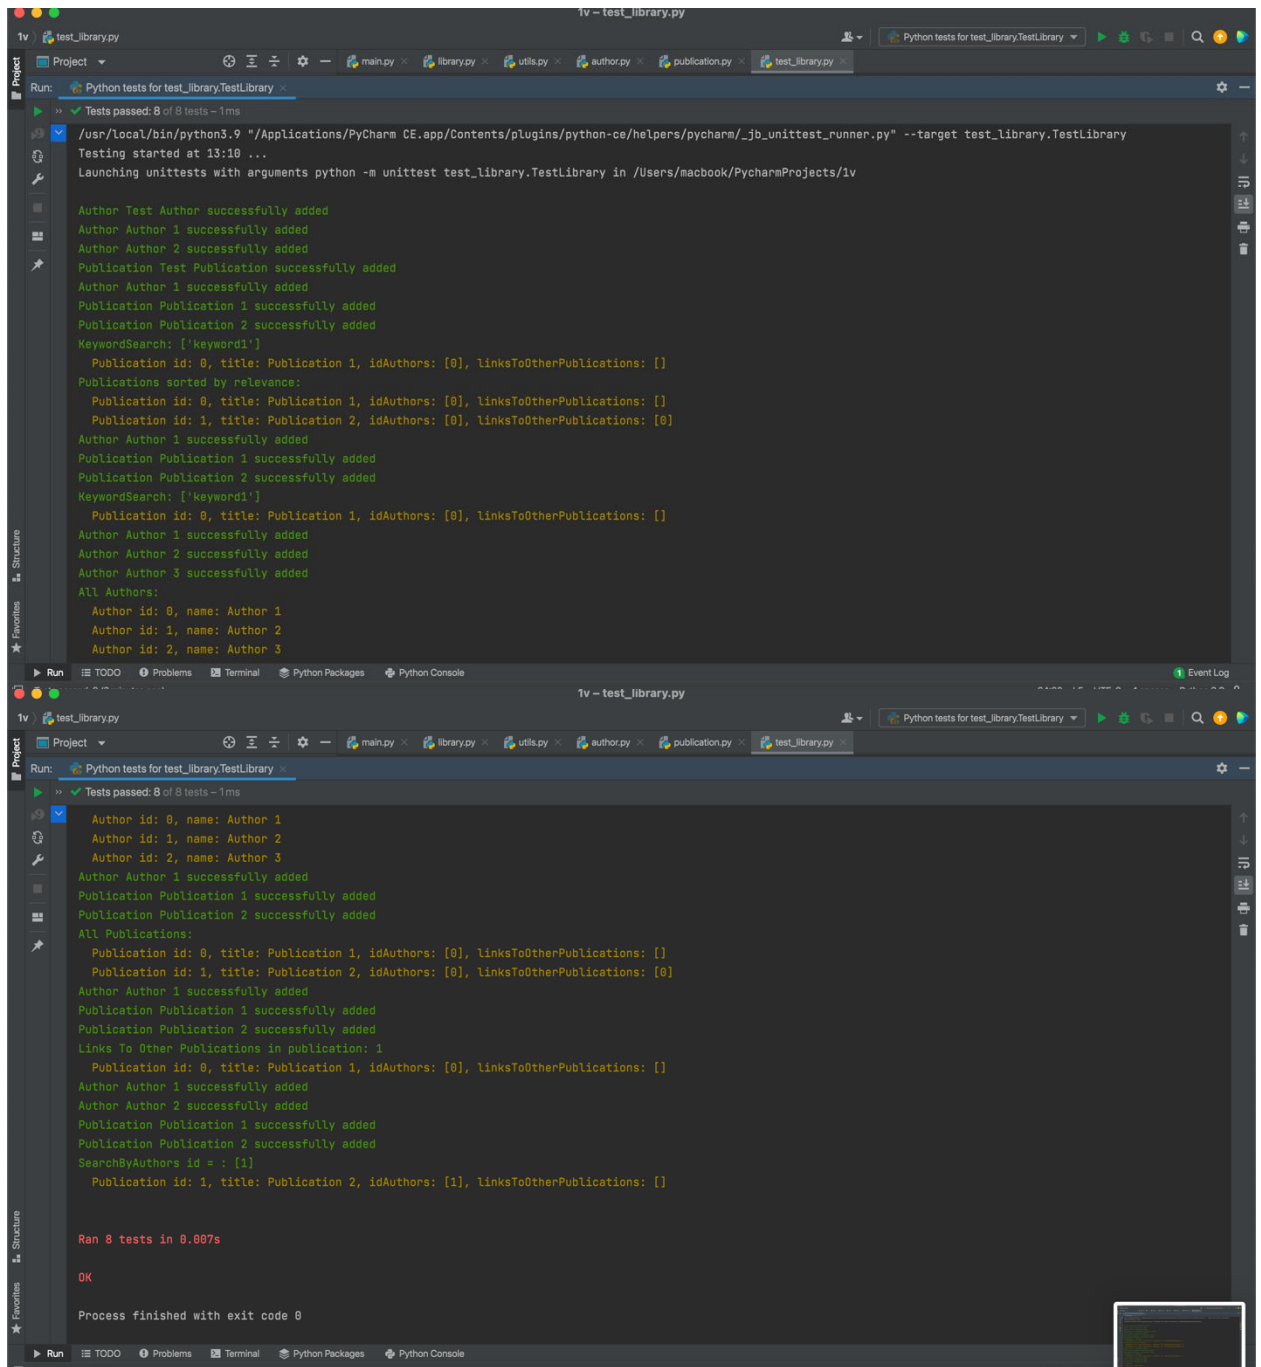 1v – test_library.py
1v test_library.py Python tests for test_library.TestLibrary
Project main.py library.py utils.py author.py publication.py test_library.py
Project
Run: Python tests for test_library.TestLibrary
Tests passed: 8 of 8 tests – 1 ms
/usr/local/bin/python3.9 "/Applications/PyCharm CE.app/Contents/plugins/python-ce/helpers/pycharm/_jb_unittest_runner.py" --target test_library.TestLibrary
Testing started at 13:10 ...
Launching unittests with arguments python -m unittest test_library.TestLibrary in /Users/macbook/PycharmProjects/1v
Author Test Author successfully added
Author Author 1 successfully added
Author Author 2 successfully added
Publication Test Publication successfully added
Author Author 1 successfully added
Publication Publication 1 successfully added
Publication Publication 2 successfully added
KeywordSearch: ['keyword1']
Publication id: 0, title: Publication 1, idAuthors: [0], linksToOtherPublications: []
Publications sorted by relevance:
Publication id: 0, title: Publication 1, idAuthors: [0], linksToOtherPublications: []
Publication id: 1, title: Publication 2, idAuthors: [0], linksToOtherPublications: [0]
Author Author 1 successfully added
Publication Publication 1 successfully added
Publication Publication 2 successfully added
KeywordSearch: ['keyword1']
Publication id: 0, title: Publication 1, idAuthors: [0], linksToOtherPublications: []
Author Author 1 successfully added
Author Author 2 successfully added
Author Author 3 successfully added
All Authors:
Author id: 0, name: Author 1
Author id: 1, name: Author 2
Author id: 2, name: Author 3
Structure
Favorites
Run TODO Problems Terminal Python Packages Python Console 1 Event Log
1v – test_library.py
1v test_library.py Python tests for test_library.TestLibrary
Project main.py library.py utils.py author.py publication.py test_library.py
Project
Run: Python tests for test_library.TestLibrary
Tests passed: 8 of 8 tests – 1 ms
Author id: 0, name: Author 1
Author id: 1, name: Author 2
Author id: 2, name: Author 3
Author Author 1 successfully added
Publication Publication 1 successfully added
Publication Publication 2 successfully added
All Publications:
Publication id: 0, title: Publication 1, idAuthors: [0], linksToOtherPublications: []
Publication id: 1, title: Publication 2, idAuthors: [0], linksToOtherPublications: [0]
Author Author 1 successfully added
Publication Publication 1 successfully added
Publication Publication 2 successfully added
Links To Other Publications in publication: 1
Publication id: 0, title: Publication 1, idAuthors: [0], linksToOtherPublications: []
Author Author 1 successfully added
Author Author 2 successfully added
Publication Publication 1 successfully added
Publication Publication 2 successfully added
SearchByAuthors id = : [1]
Publication id: 1, title: Publication 2, idAuthors: [1], linksToOtherPublications: []
Ran 8 tests in 0.007s
OK
Process finished with exit code 0
Structure
Favorites
Run TODO Problems Terminal Python Packages Python Console